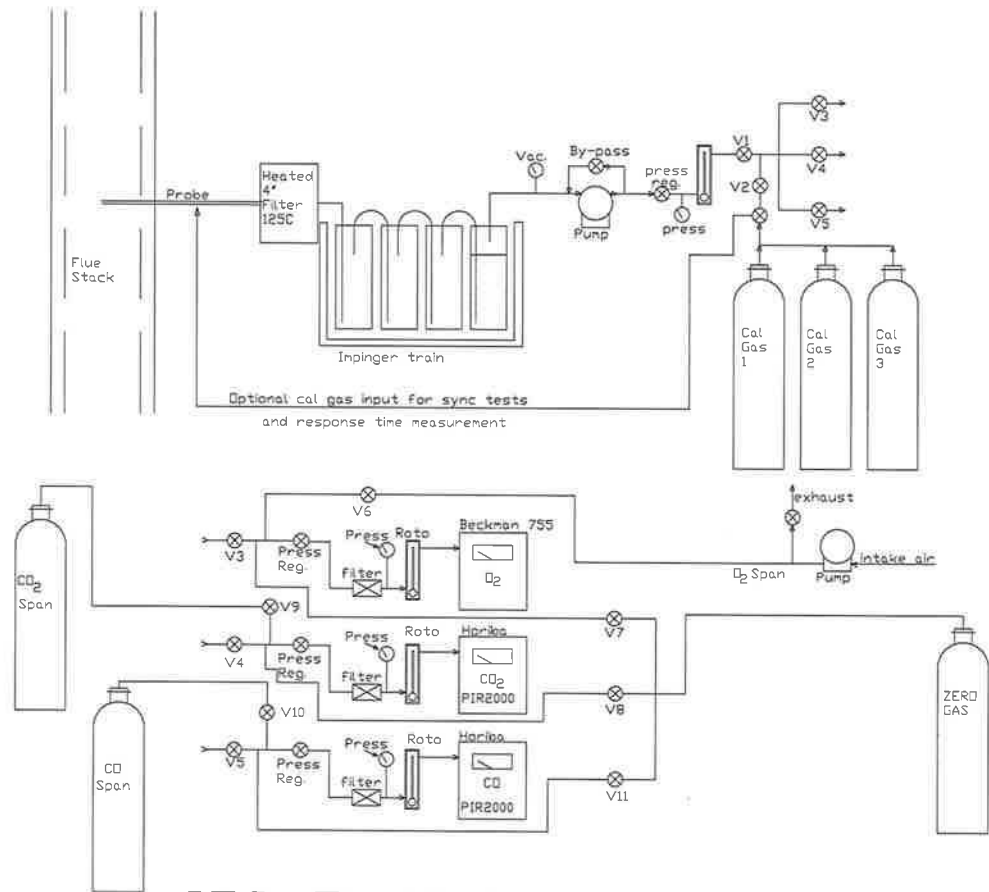 Flue
Stack
Probe
Heated
4"
Filter
125C
Impinger train
Vac.
By-pass
Pump
press
reg.
press
V1
V2
V3
V4
V5
Cal
Gas
1
Cal
Gas
2
Cal
Gas
3
Optional cal gas input for sync tests
and response time measurement
CO2
Span
V6
V3
Press
Reg.
Press
Roto
filter
Beckman 755
O2
exhaust
O2 Span
Pump
intake air
V9
V7
V4
Press
Reg.
Press
Roto
filter
Horiba
CO2
PIR2000
V8
ZERO
GAS
CO
Span
V10
V5
Press
Reg.
Press
Roto
filter
Horiba
CO
PIR2000
V11